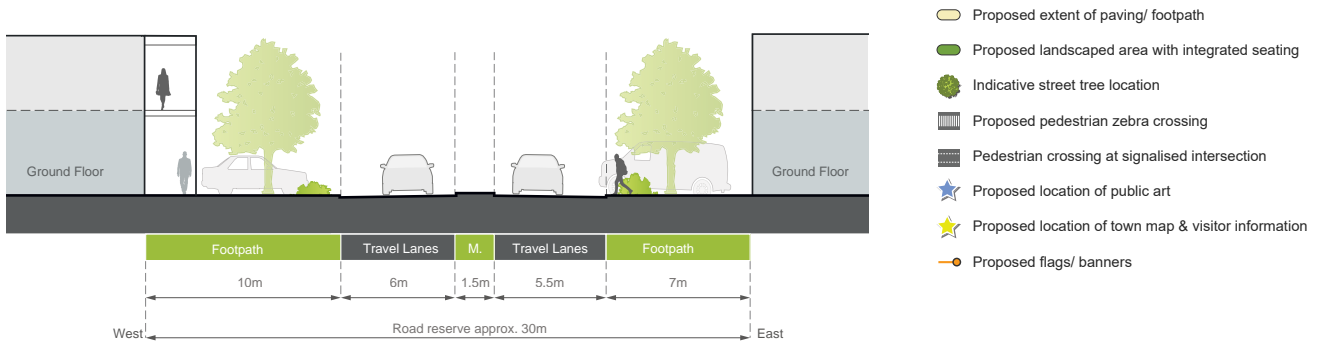 Ground Floor
Ground Floor
Footpath
Travel Lanes
M.
Travel Lanes
Footpath
10m
6m
1.5m
5.5m
7m
West
Road reserve approx. 30m
East
Proposed extent of paving/ footpath
Proposed landscaped area with integrated seating
Indicative street tree location
Proposed pedestrian zebra crossing
Pedestrian crossing at signalised intersection
Proposed location of public art
Proposed location of town map & visitor information
Proposed flags/ banners